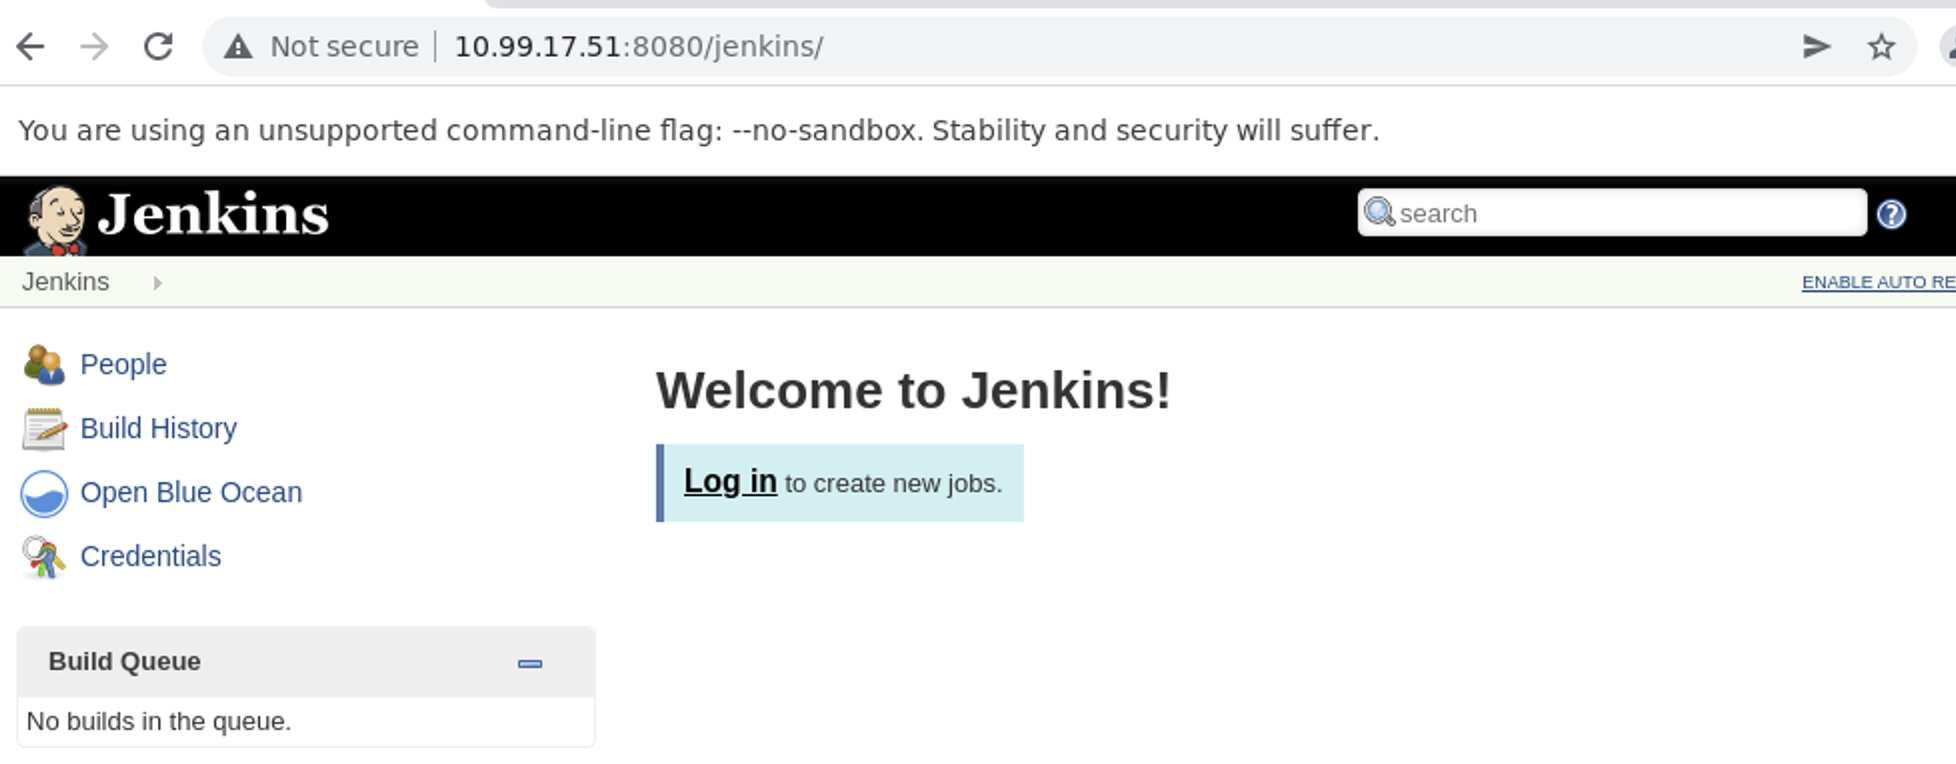 Not secure 10.99.17.51:8080/jenkins/
You are using an unsupported command-line flag: --no-sandbox. Stability and security will suffer.
Jenkins
search
?
Jenkins
ENABLE AUTO RE
People
Build History
Open Blue Ocean
Credentials
Welcome to Jenkins!
Log in to create new jobs.
Build Queue
No builds in the queue.